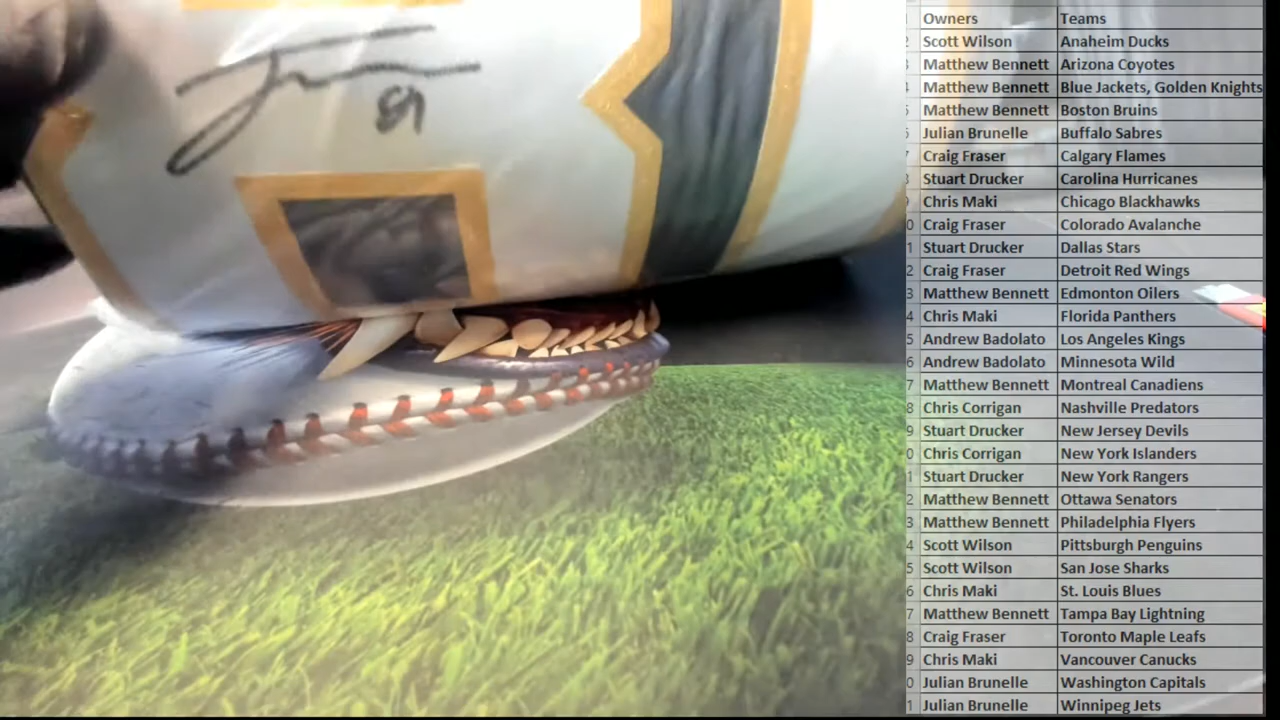 81
Owners Teams
Scott Wilson Anaheim Ducks
Matthew Bennett Arizona Coyotes
Matthew Bennett Blue Jackets, Golden Knights
Matthew Bennett Boston Bruins
Julian Brunelle Buffalo Sabres
Craig Fraser Calgary Flames
Stuart Drucker Carolina Hurricanes
Chris Maki Chicago Blackhawks
Craig Fraser Colorado Avalanche
Stuart Drucker Dallas Stars
Craig Fraser Detroit Red Wings
Matthew Bennett Edmonton Oilers
Chris Maki Florida Panthers
Andrew Badolato Los Angeles Kings
Andrew Badolato Minnesota Wild
Matthew Bennett Montreal Canadiens
Chris Corrigan Nashville Predators
Stuart Drucker New Jersey Devils
Chris Corrigan New York Islanders
Stuart Drucker New York Rangers
Matthew Bennett Ottawa Senators
Matthew Bennett Philadelphia Flyers
Scott Wilson Pittsburgh Penguins
Scott Wilson San Jose Sharks
Chris Maki St. Louis Blues
Matthew Bennett Tampa Bay Lightning
Craig Fraser Toronto Maple Leafs
Chris Maki Vancouver Canucks
Julian Brunelle Washington Capitals
Julian Brunelle Winnipeg Jets